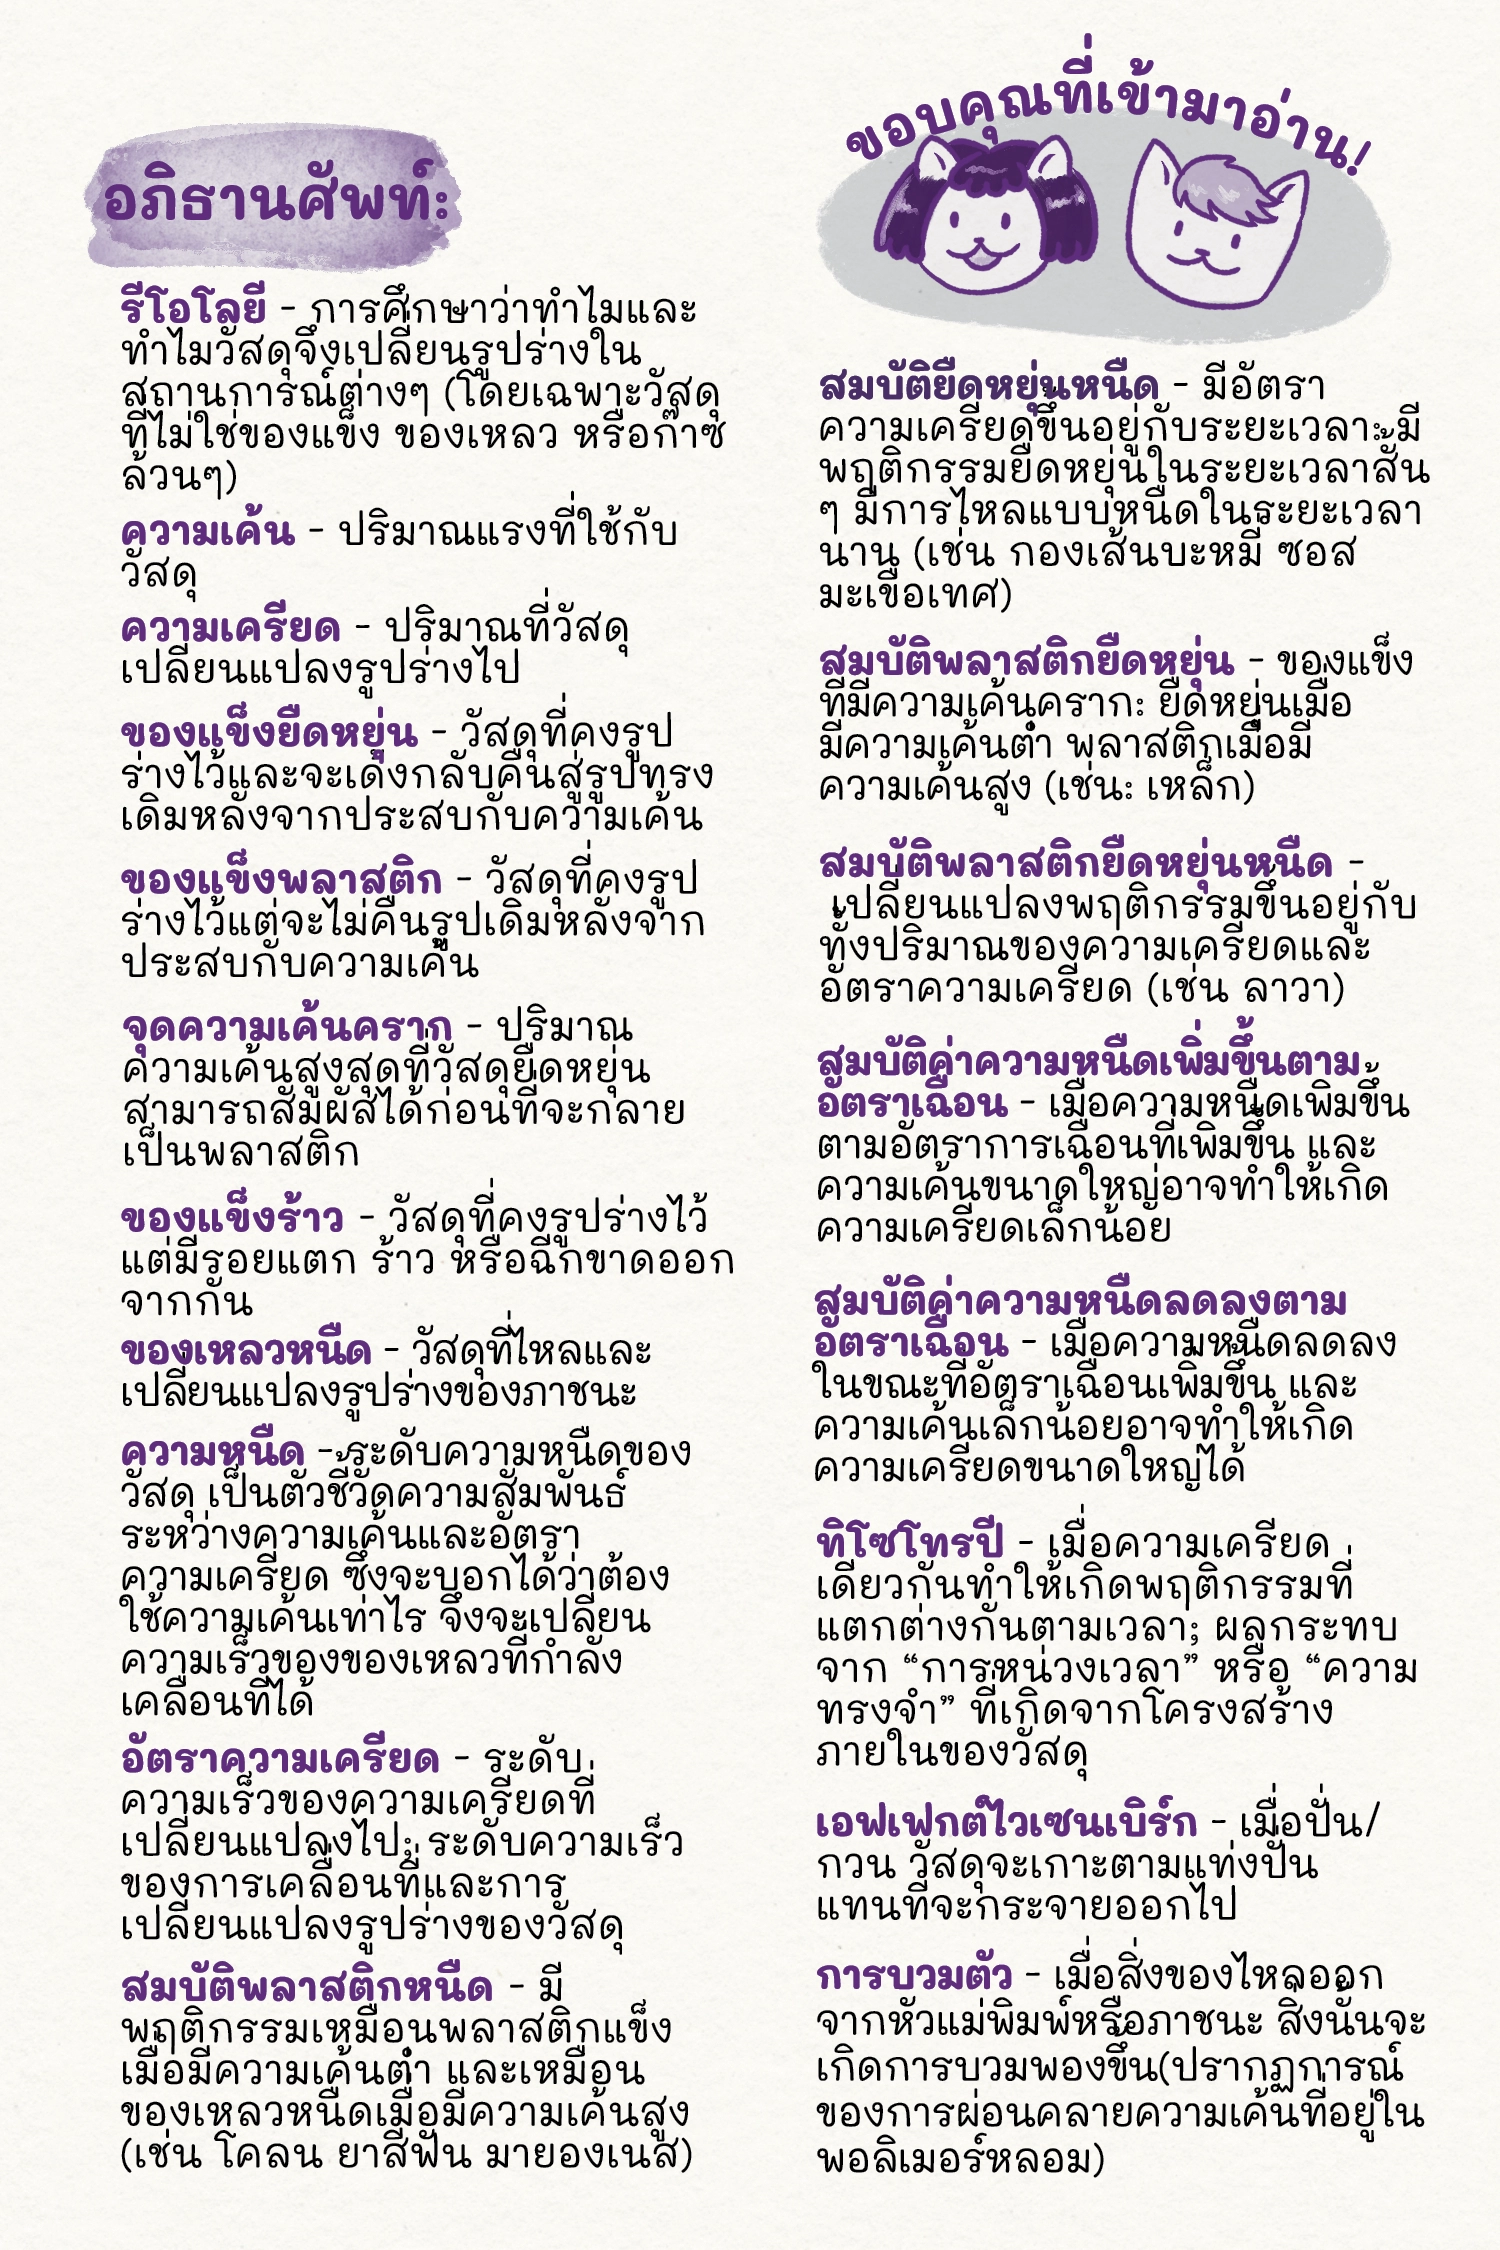 อภิธานศัพท์:
รีโอโลยี - การศึกษาว่าทำไมและ
ทำไมวัสดุจึงเปลี่ยนรูปร่างใน
สถานการณ์ต่างๆ (โดยเฉพาะวัสดุ
ที่ไม่ใช่ของแข็ง ของเหลว หรือก๊าซ
ล้วนๆ)
ความเค้น - ปริมาณแรงที่ใช้กับ
วัสดุ
ความเครียด - ปริมาณที่วัสดุ
เปลี่ยนแปลงรูปร่างไป
ของแข็งยืดหยุ่น - วัสดุที่คงรูป
ร่างไว้และจะเด้งกลับคืนสู่รูปทรง
เดิมหลังจากประสบกับความเค้น
ของแข็งพลาสติก - วัสดุที่คงรูป
ร่างไว้แต่จะไม่คืนรูปเดิมหลังจาก
ประสบกับความเค้น
จุดความเค้นคราก - ปริมาณ
ความเค้นสูงสุดที่วัสดุยืดหยุ่น
สามารถสัมผัสได้ก่อนที่จะกลาย
เป็นพลาสติก
ของแข็งร้าว - วัสดุที่คงรูปร่างไว้
แต่มีรอยแตก ร้าว หรือฉีกขาดออก
จากกัน
ของเหลวหนืด - วัสดุที่ไหลและ
เปลี่ยนแปลงรูปร่างของภาชนะ
ความหนืด - ระดับความหนืดของ
วัสดุ เป็นตัวชี้วัดความสัมพันธ์
ระหว่างความเค้นและอัตรา
ความเครียด ซึ่งจะบอกได้ว่าต้อง
ใช้ความเค้นเท่าไร จึงจะเปลี่ยน
ความเร็วของของเหลวที่กำลัง
เคลื่อนที่ได้
อัตราความเครียด - ระดับ
ความเร็วของความเครียดที่
เปลี่ยนแปลงไป; ระดับความเร็ว
ของการเคลื่อนที่และการ
เปลี่ยนแปลงรูปร่างของวัสดุ
สมบัติพลาสติกหนืด - มี
พฤติกรรมเหมือนพลาสติกแข็ง
เมื่อมีความเค้นต่ำ และเหมือน
ของเหลวหนืดเมื่อมีความเค้นสูง
(เช่น โคลน ยาสีฟัน มายองเนส)
ขอบคุณที่เข้ามาอ่าน!
สมบัติยืดหยุ่นหนืด - มีอัตรา
ความเครียดขึ้นอยู่กับระยะเวลา: มี
พฤติกรรมยืดหยุ่นในระยะเวลาสั้น
ๆ มีการไหลแบบหนืดในระยะเวลา
นาน (เช่น กองเส้นบะหมี่ ซอส
มะเขือเทศ)
สมบัติพลาสติกยืดหยุ่น - ของแข็ง
ที่มีความเค้นคราก: ยืดหยุ่นเมื่อ
มีความเค้นต่ำ พลาสติกเมื่อมี
ความเค้นสูง (เช่น: เหล็ก)
สมบัติพลาสติกยืดหยุ่นหนืด -
เปลี่ยนแปลงพฤติกรรมขึ้นอยู่กับ
ทั้งปริมาณของความเครียดและ
อัตราความเครียด (เช่น ลาวา)
สมบัติค่าความหนืดเพิ่มขึ้นตาม
อัตราเฉือน - เมื่อความหนืดเพิ่มขึ้น
ตามอัตราการเฉือนที่เพิ่มขึ้น และ
ความเค้นขนาดใหญ่อาจทำให้เกิด
ความเครียดเล็กน้อย
สมบัติค่าความหนืดลดลงตาม
อัตราเฉือน - เมื่อความหนืดลดลง
ในขณะที่อัตราเฉือนเพิ่มขึ้น และ
ความเค้นเล็กน้อยอาจทำให้เกิด
ความเครียดขนาดใหญ่ได้
ทิโซโทรปี - เมื่อความเครียด
เดียวกันทำให้เกิดพฤติกรรมที่
แตกต่างกันตามเวลา; ผลกระทบ
จาก “การหน่วงเวลา” หรือ “ความ
ทรงจำ” ที่เกิดจากโครงสร้าง
ภายในของวัสดุ
เอฟเฟกต์ไวเซนเบิร์ก - เมื่อปั่น/
กวน วัสดุจะเกาะตามแท่งปั่น
แทนที่จะกระจายออกไป
การบวมตัว - เมื่อสิ่งของไหลออก
จากหัวแม่พิมพ์หรือภาชนะ สิ่งนั้นจะ
เกิดการบวมพองขึ้น(ปรากฏการณ์
ของการผ่อนคลายความเค้นที่อยู่ใน
พอลิเมอร์หลอม)